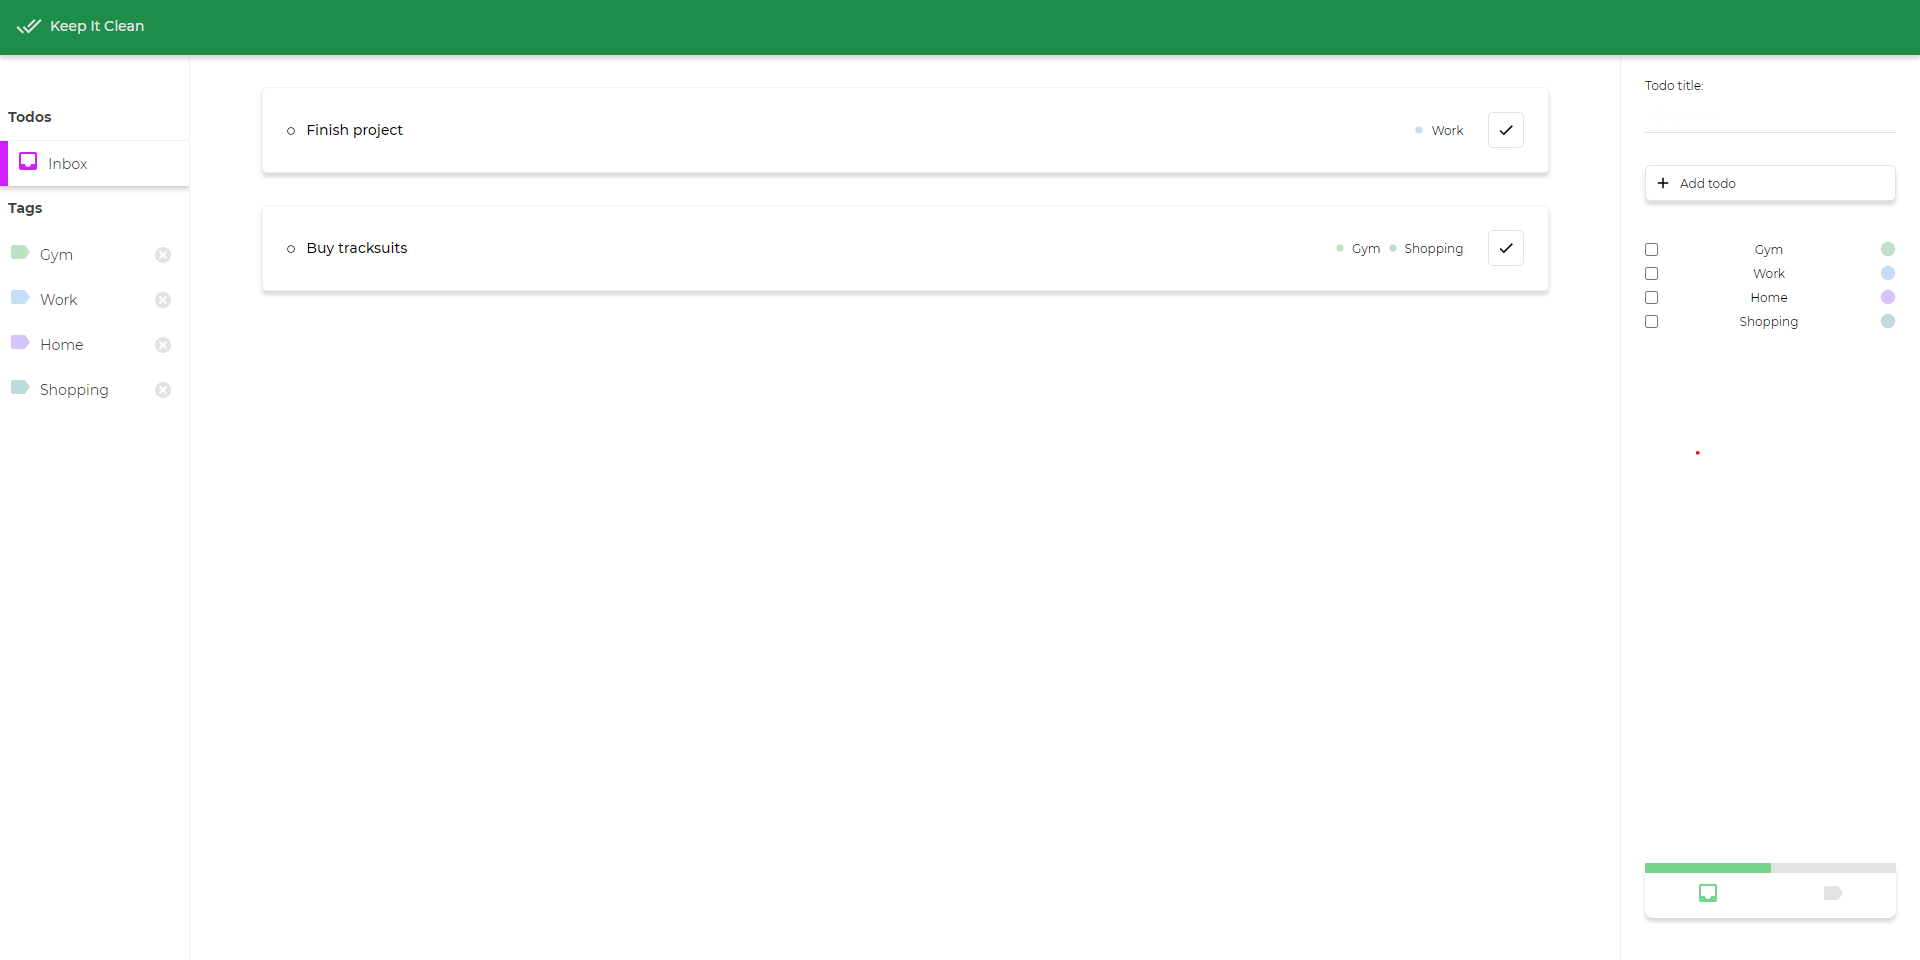 Keep It Clean
Todos
Inbox
Tags
Gym
Work
Home
Shopping
Finish project
Work
Buy tracksuits
Gym
Shopping
Todo title:
Add todo
Gym
Work
Home
Shopping